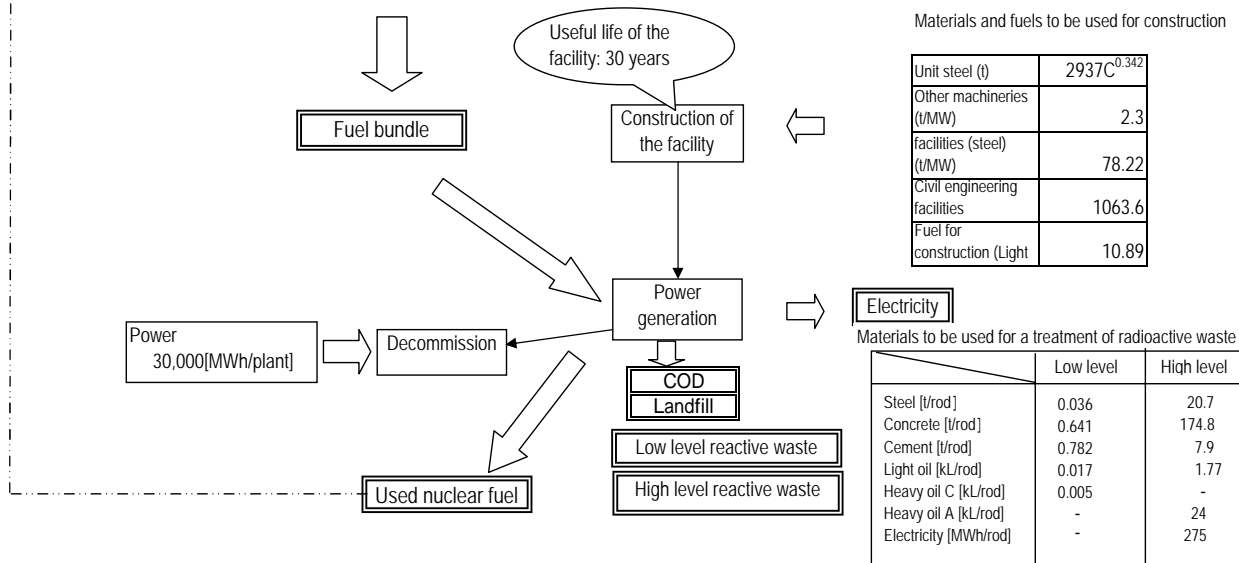 Materials and fuels to be used for construction
Useful life of the
facility: 30 years
Unit steel (t) 2937C^0.342
Other machineries
(t/MW) 2.3
facilities (steel)
(t/MW) 78.22
Civil engineering
facilities 1063.6
Fuel for
construction (Light 10.89
Fuel bundle
Construction of
the facility
Power
generation
Electricity
Power
30,000[MWh/plant]
Decommission
COD
Landfill
Low level reactive waste
High level reactive waste
Used nuclear fuel
Materials to be used for a treatment of radioactive waste
Low level High level
Steel [t/rod] 0.036 20.7
Concrete [t/rod] 0.641 174.8
Cement [t/rod] 0.782 7.9
Light oil [kL/rod] 0.017 1.77
Heavy oil C [kL/rod] 0.005 -
Heavy oil A [kL/rod] - 24
Electricity [MWh/rod] - 275